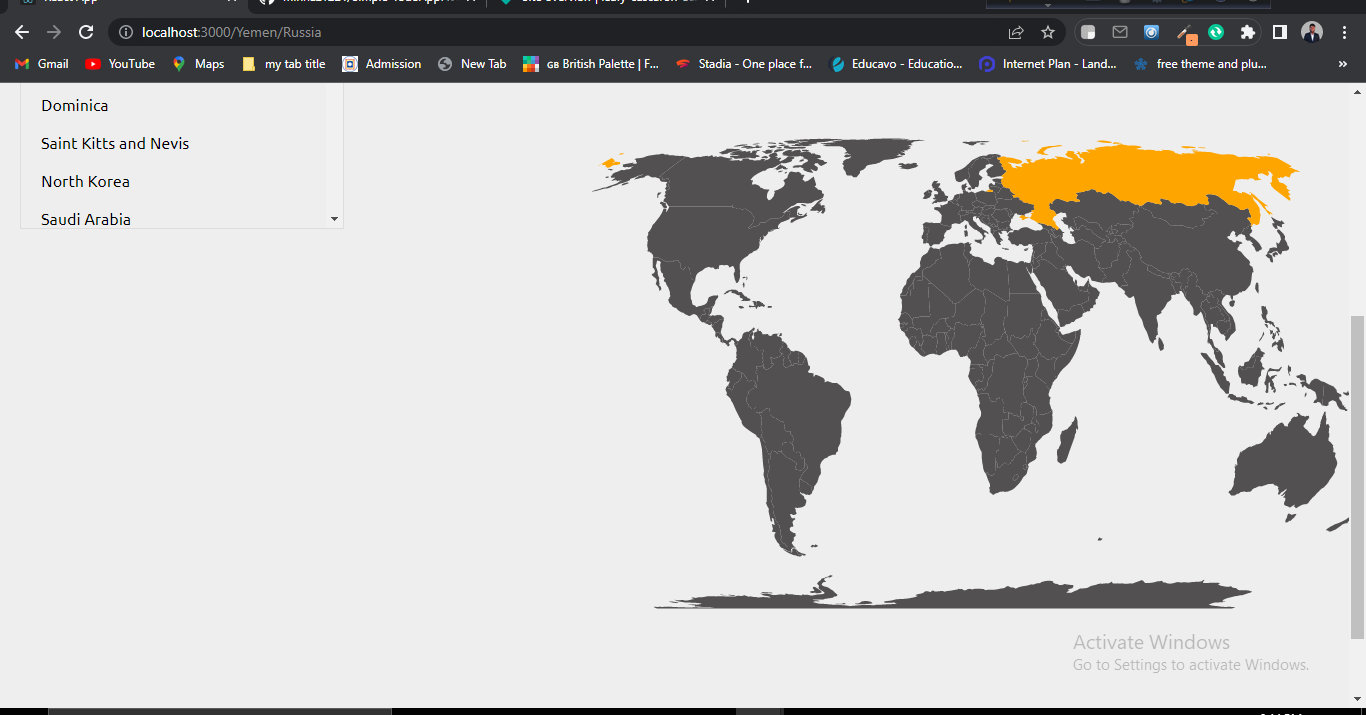 localhost:3000/Yemen/Russia
Gmail YouTube Maps my tab title Admission New Tab GB British Palette | F... Stadia - One place f... Educavo - Educatio... Internet Plan - Land... free theme and plu... »
Dominica
Saint Kitts and Nevis
North Korea
Saudi Arabia
Activate Windows
Go to Settings to activate Windows.